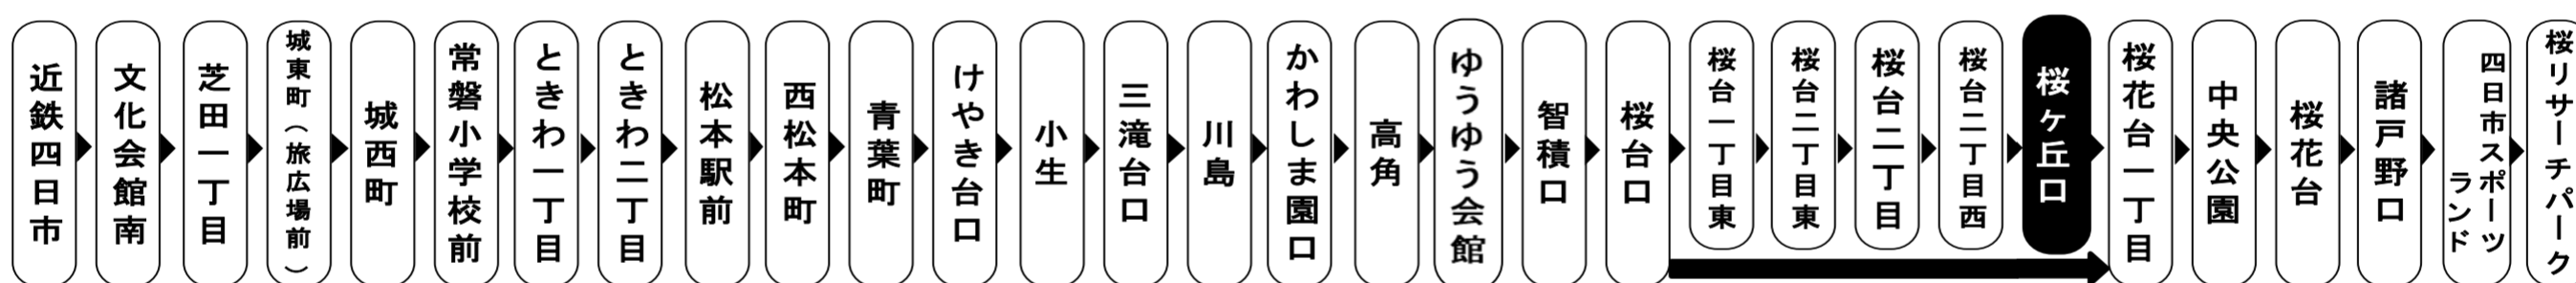 近鉄四日市
文化会館南
芝田一丁目
城東町（旅広場前）
城西町
常磐小学校前
ときわ一丁目
ときわ二丁目
松本駅前
西松本町
青葉町
けやき台口
小生
三滝台口
川島
かわしま園口
高角
ゆうゆう会館
智積口
桜台口
桜台一丁目東
桜台二丁目東
桜台二丁目
桜台二丁目西
桜ヶ丘口
桜花台一丁目
中央公園
桜花台
諸戸野口
四日市スポーツ
ランド
桜リサーチパーク